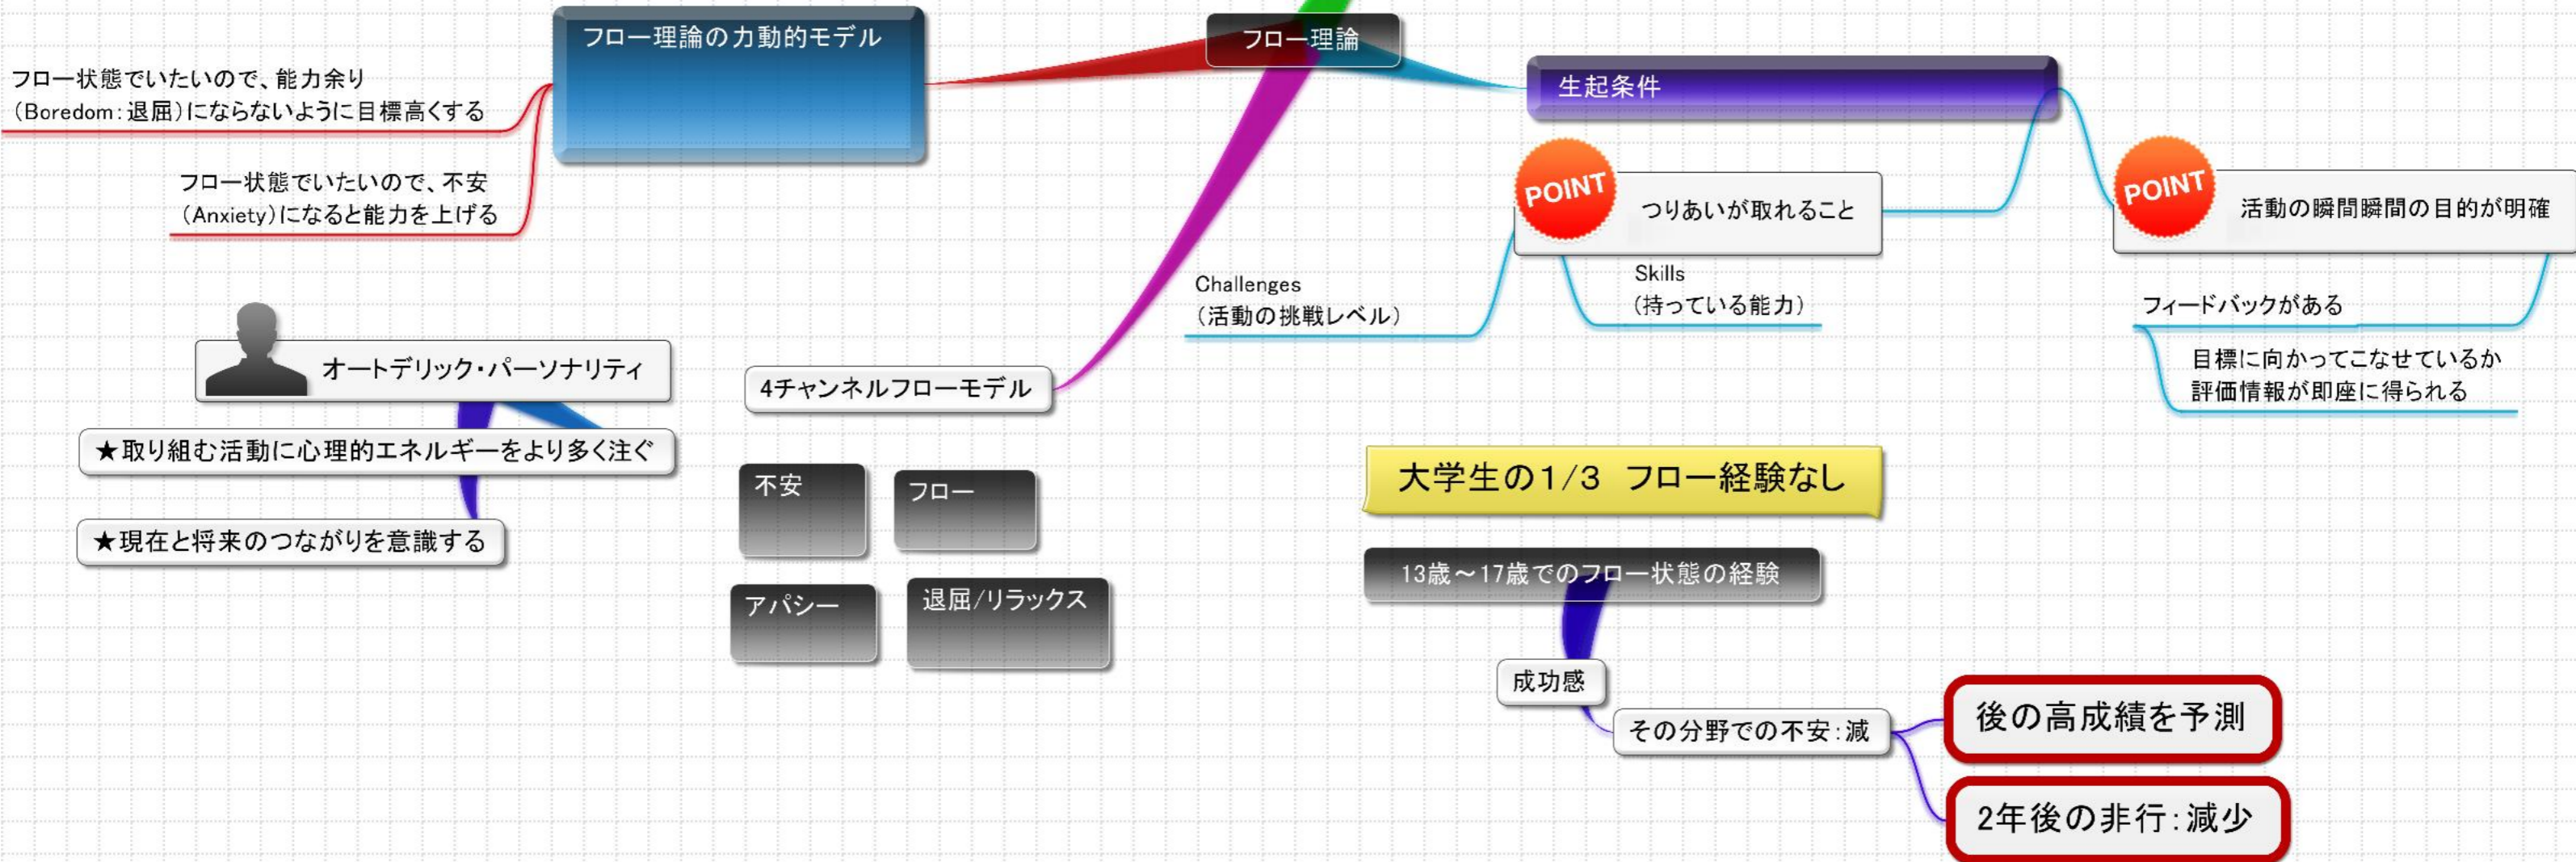 フロー理論
フロー理論の力動的モデル
フロー状態でいたいので、能力余り
（Boredom：退屈）にならないように目標高くする
フロー状態でいたいので、不安
（Anxiety）になると能力を上げる
生起条件
POINT
つりあいが取れること
Challenges
（活動の挑戦レベル）
Skills
（持っている能力）
POINT
活動の瞬間瞬間の目的が明確
フィードバックがある
目標に向かってこなせているか
評価情報が即座に得られる
オートデリック・パーソナリティ
★取り組む活動に心理的エネルギーをより多く注ぐ
★現在と将来のつながりを意識する
4チャンネルフローモデル
不安
フロー
アパシー
退屈/リラックス
大学生の１/３　フロー経験なし
13歳～17歳でのフロー状態の経験
成功感
その分野での不安：減
後の高成績を予測
2年後の非行：減少